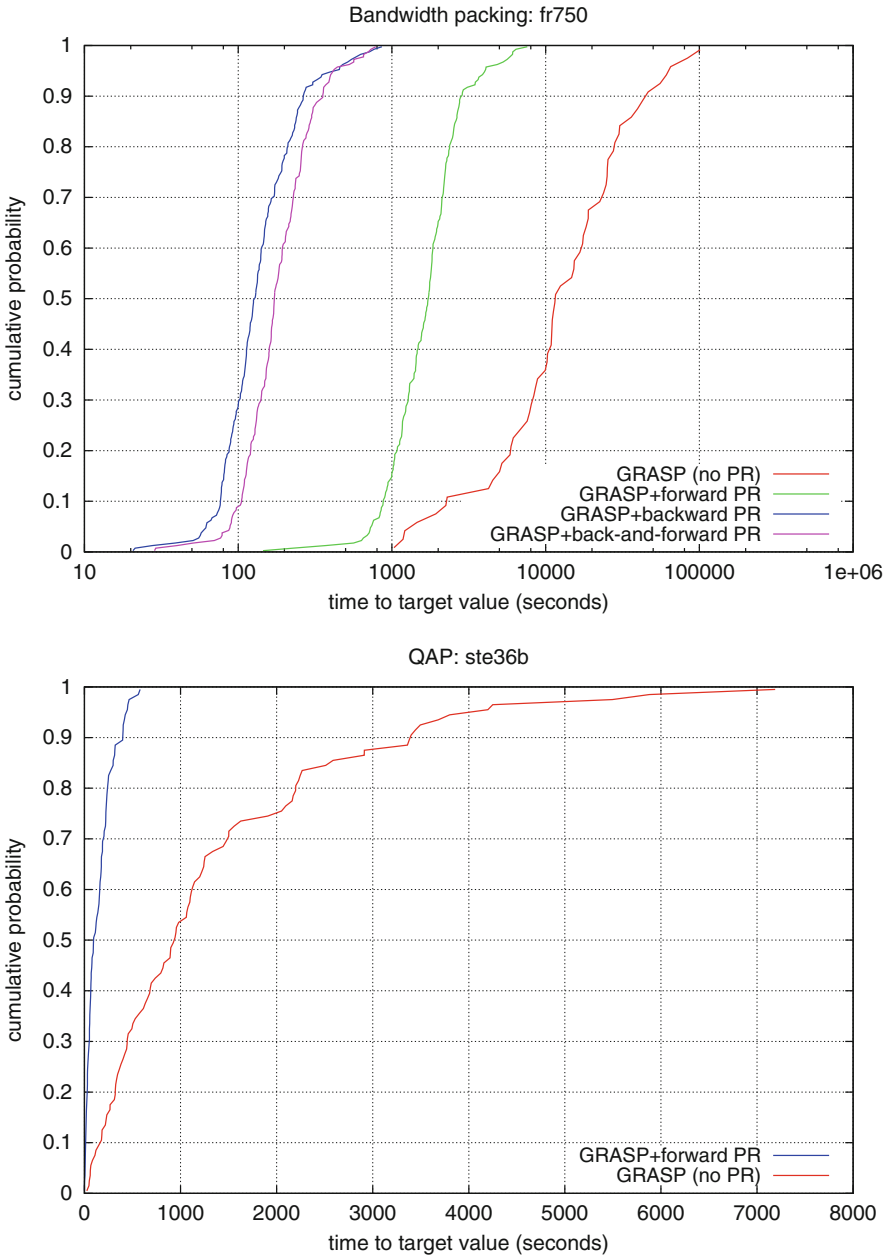 Bandwidth packing: fr750
1
0.9
0.8
0.7
0.6
0.5
0.4
0.3
0.2
0.1
0
cumulative probability
GRASP (no PR)
GRASP+forward PR
GRASP+backward PR
GRASP+back-and-forward PR
10 100 1000 10000 100000 1e+06
time to target value (seconds)
QAP: ste36b
1
0.9
0.8
0.7
0.6
0.5
0.4
0.3
0.2
0.1
0
cumulative probability
GRASP+forward PR
GRASP (no PR)
0 1000 2000 3000 4000 5000 6000 7000 8000
time to target value (seconds)